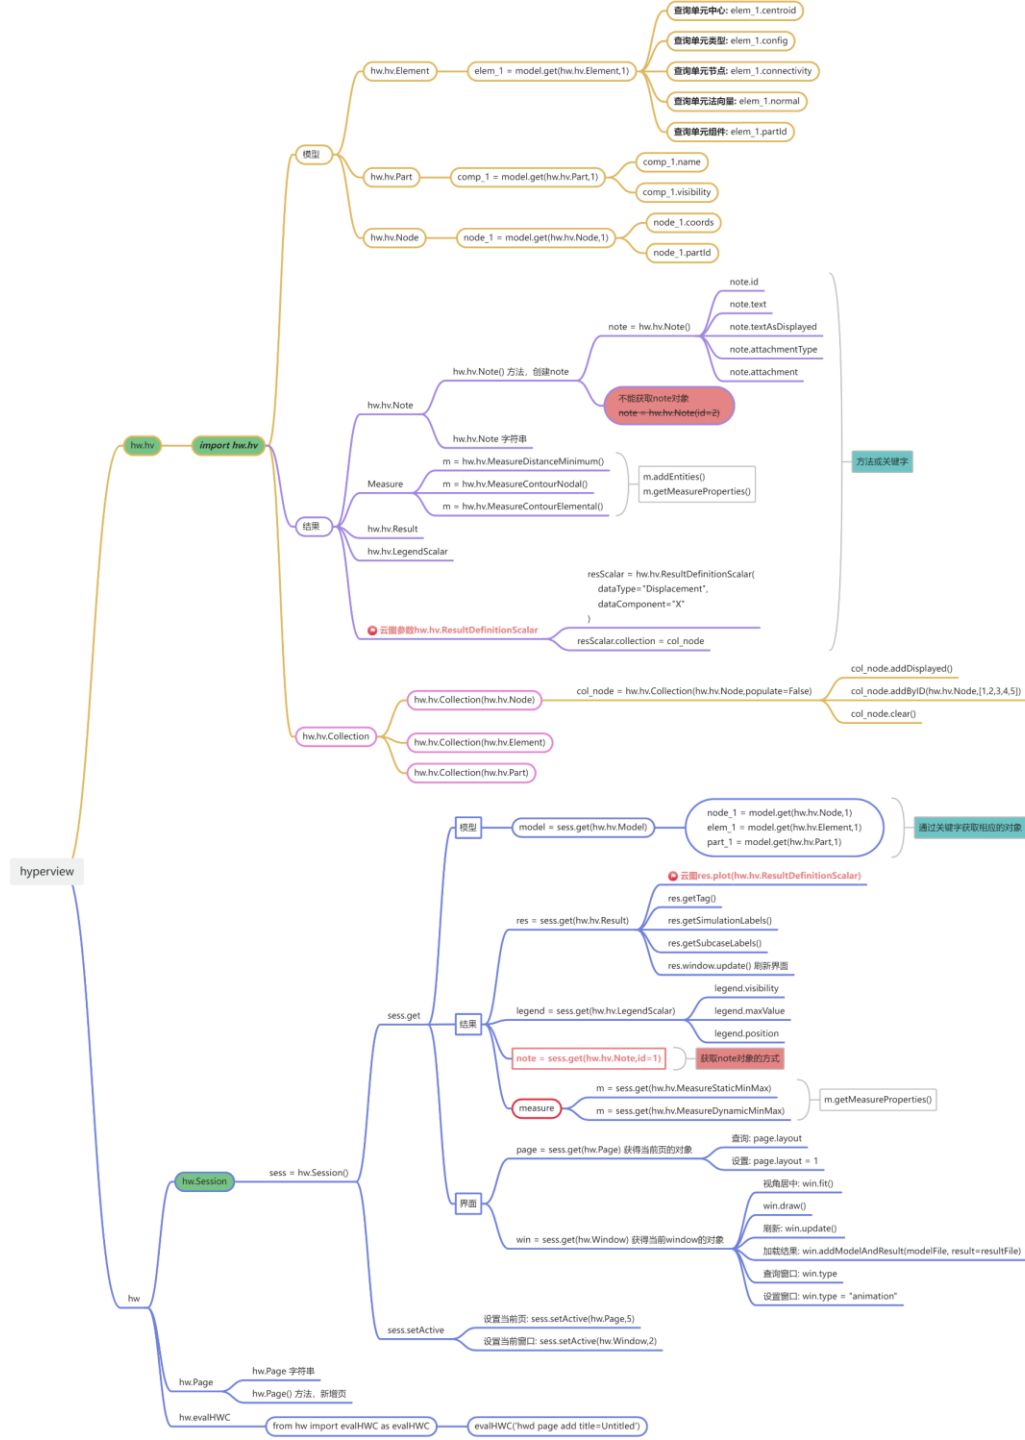 hyperview
hw.hv
import hw.hv
模型
hw.hv.Element
elem_1 = model.get(hw.hv.Element,1)
查询单元中心: elem_1.centroid
查询单元类型: elem_1.config
查询单元节点: elem_1.connectivity
查询单元法向量: elem_1.normal
查询单元组件: elem_1.partId
hw.hv.Part
comp_1 = model.get(hw.hv.Part,1)
comp_1.name
comp_1.visibility
hw.hv.Node
node_1 = model.get(hw.hv.Node,1)
node_1.coords
node_1.partId
结果
hw.hv.Note
hw.hv.Note() 方法，创建note
note = hw.hv.Note()
note.id
note.text
note.textAsDisplayed
note.attachmentType
note.attachment
不能获取note对象
note = hw.hv.Note(id=2)
hw.hv.Note 字符串
Measure
m = hw.hv.MeasureDistanceMinimum()
m = hw.hv.MeasureContourNodal()
m = hw.hv.MeasureContourElemental()
m.addEntities()
m.getMeasureProperties()
hw.hv.Result
hw.hv.LegendScalar
云图参数hw.hv.ResultDefinitionScalar
resScalar = hw.hv.ResultDefinitionScalar(
dataType="Displacement",
dataComponent="X"
)
resScalar.collection = col_node
方法或关键字
hw.hv.Collection
hw.hv.Collection(hw.hv.Node)
col_node = hw.hv.Collection(hw.hv.Node,populate=False)
col_node.addDisplayed()
col_node.addByID(hw.hv.Node,[1,2,3,4,5])
col_node.clear()
hw.hv.Collection(hw.hv.Element)
hw.hv.Collection(hw.hv.Part)
hw
hw.Session
sess = hw.Session()
sess.get
模型
model = sess.get(hw.hv.Model)
node_1 = model.get(hw.hv.Node,1)
elem_1 = model.get(hw.hv.Element,1)
part_1 = model.get(hw.hv.Part,1)
通过关键字获取相应的对象
结果
res = sess.get(hw.hv.Result)
云图res.plot(hw.hv.ResultDefinitionScalar)
res.getTag()
res.getSimulationLabels()
res.getSubcaseLabels()
res.window.update() 刷新界面
legend = sess.get(hw.hv.LegendScalar)
legend.visibility
legend.maxValue
legend.position
note = sess.get(hw.hv.Note,id=1)
获取note对象的方式
measure
m = sess.get(hw.hv.MeasureStaticMinMax)
m = sess.get(hw.hv.MeasureDynamicMinMax)
m.getMeasureProperties()
界面
page = sess.get(hw.Page) 获得当前页的对象
查询: page.layout
设置: page.layout = 1
win = sess.get(hw.Window) 获得当前window的对象
视角居中: win.fit()
win.draw()
刷新: win.update()
加载结果: win.addModelAndResult(modelFile, result=resultFile)
查询窗口: win.type
设置窗口: win.type = "animation"
sess.setActive
设置当前页: sess.setActive(hw.Page,5)
设置当前窗口: sess.setActive(hw.Window,2)
hw.Page
hw.Page 字符串
hw.Page() 方法，新增页
hw.evalHWC
from hw import evalHWC as evalHWC
evalHWC('hwd page add title=Untitled')